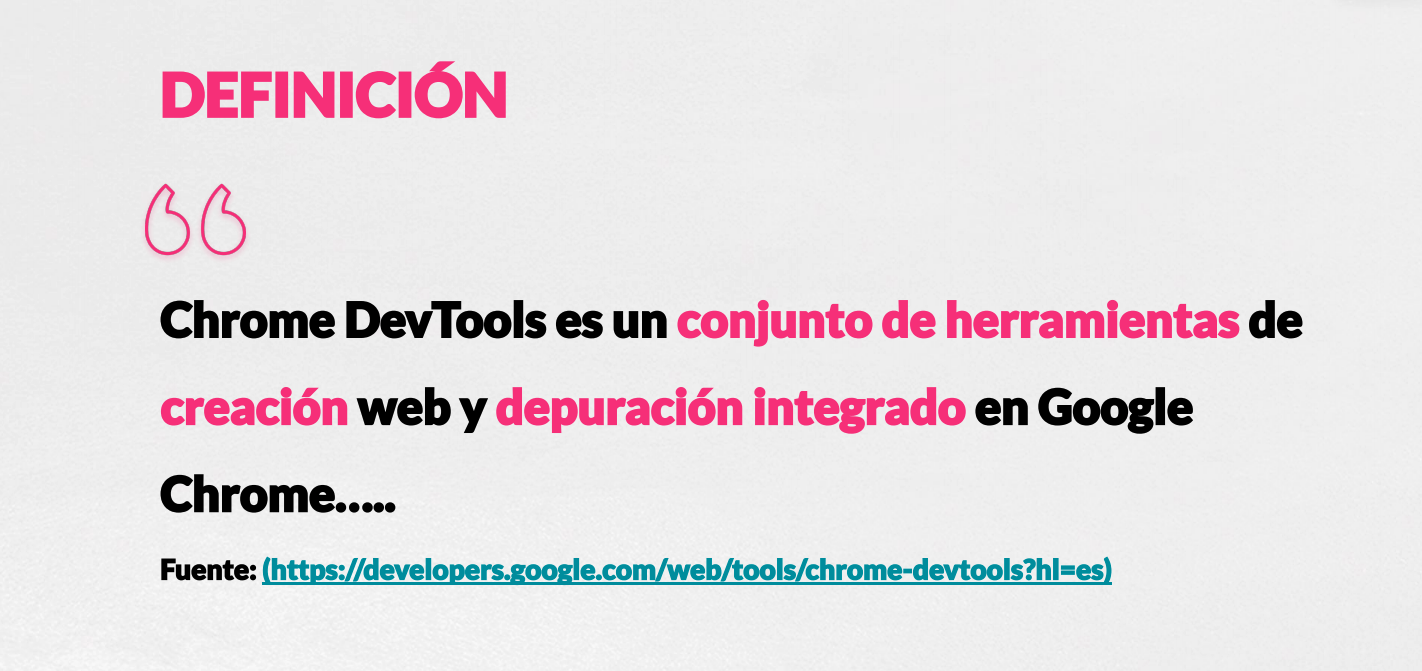 DEFINICIÓN
“
Chrome DevTools es un conjunto de herramientas de
creación web y depuración integrado en Google
Chrome.....
Fuente: (https://developers.google.com/web/tools/chrome-devtools?hl=es)